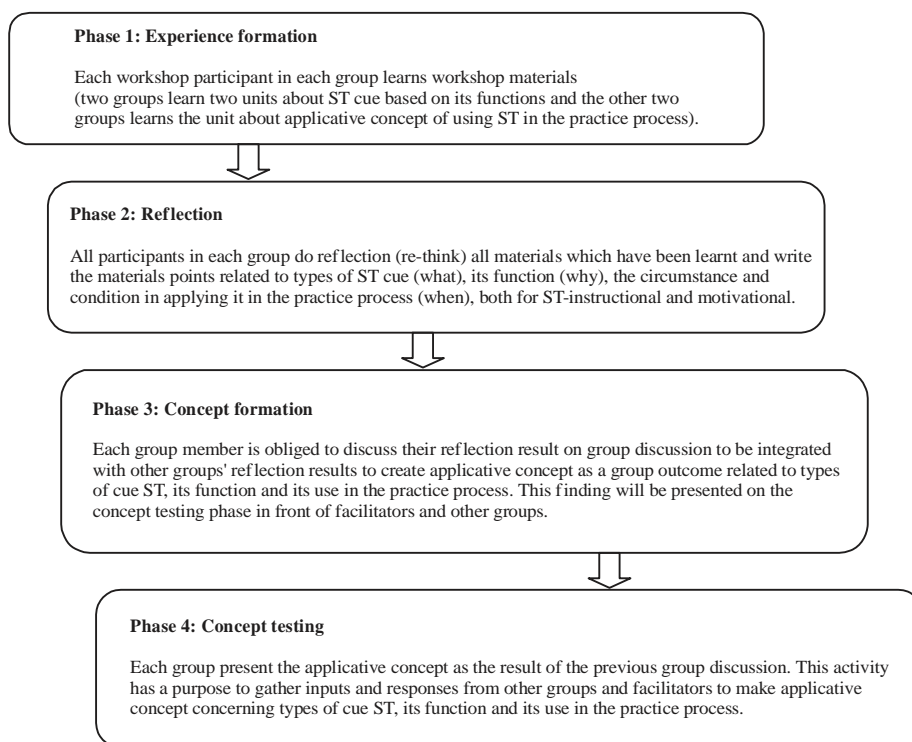 Phase 1: Experience formation
Each workshop participant in each group learns workshop materials
(two groups learn two units about ST cue based on its functions and the other two
groups learns the unit about applicative concept of using ST in the practice process).
Phase 2: Reflection
All participants in each group do reflection (re-think) all materials which have been learnt and write
the materials points related to types of ST cue (what), its function (why), the circumstance and
condition in applying it in the practice process (when), both for ST-instructional and motivational.
Phase 3: Concept formation
Each group member is obliged to discuss their reflection result on group discussion to be integrated
with other groups' reflection results to create applicative concept as a group outcome related to types
of cue ST, its function and its use in the practice process. This finding will be presented on the
concept testing phase in front of facilitators and other groups.
Phase 4: Concept testing
Each group present the applicative concept as the result of the previous group discussion. This activity
has a purpose to gather inputs and responses from other groups and facilitators to make applicative
concept concerning types of cue ST, its function and its use in the practice process.